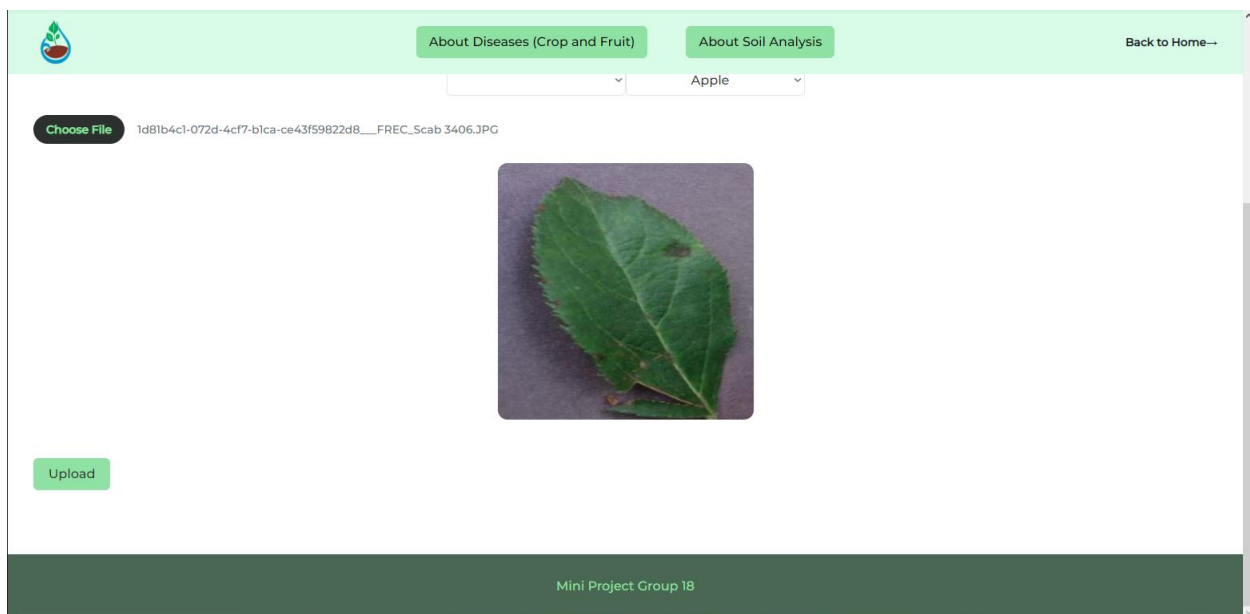 About Diseases (Crop and Fruit)
About Soil Analysis
Back to Home→
Apple
Choose File
1d81b4c1-072d-4cf7-b1ca-ce43f59822d8___FREC_Scab 3406.JPG
Upload
Mini Project Group 18